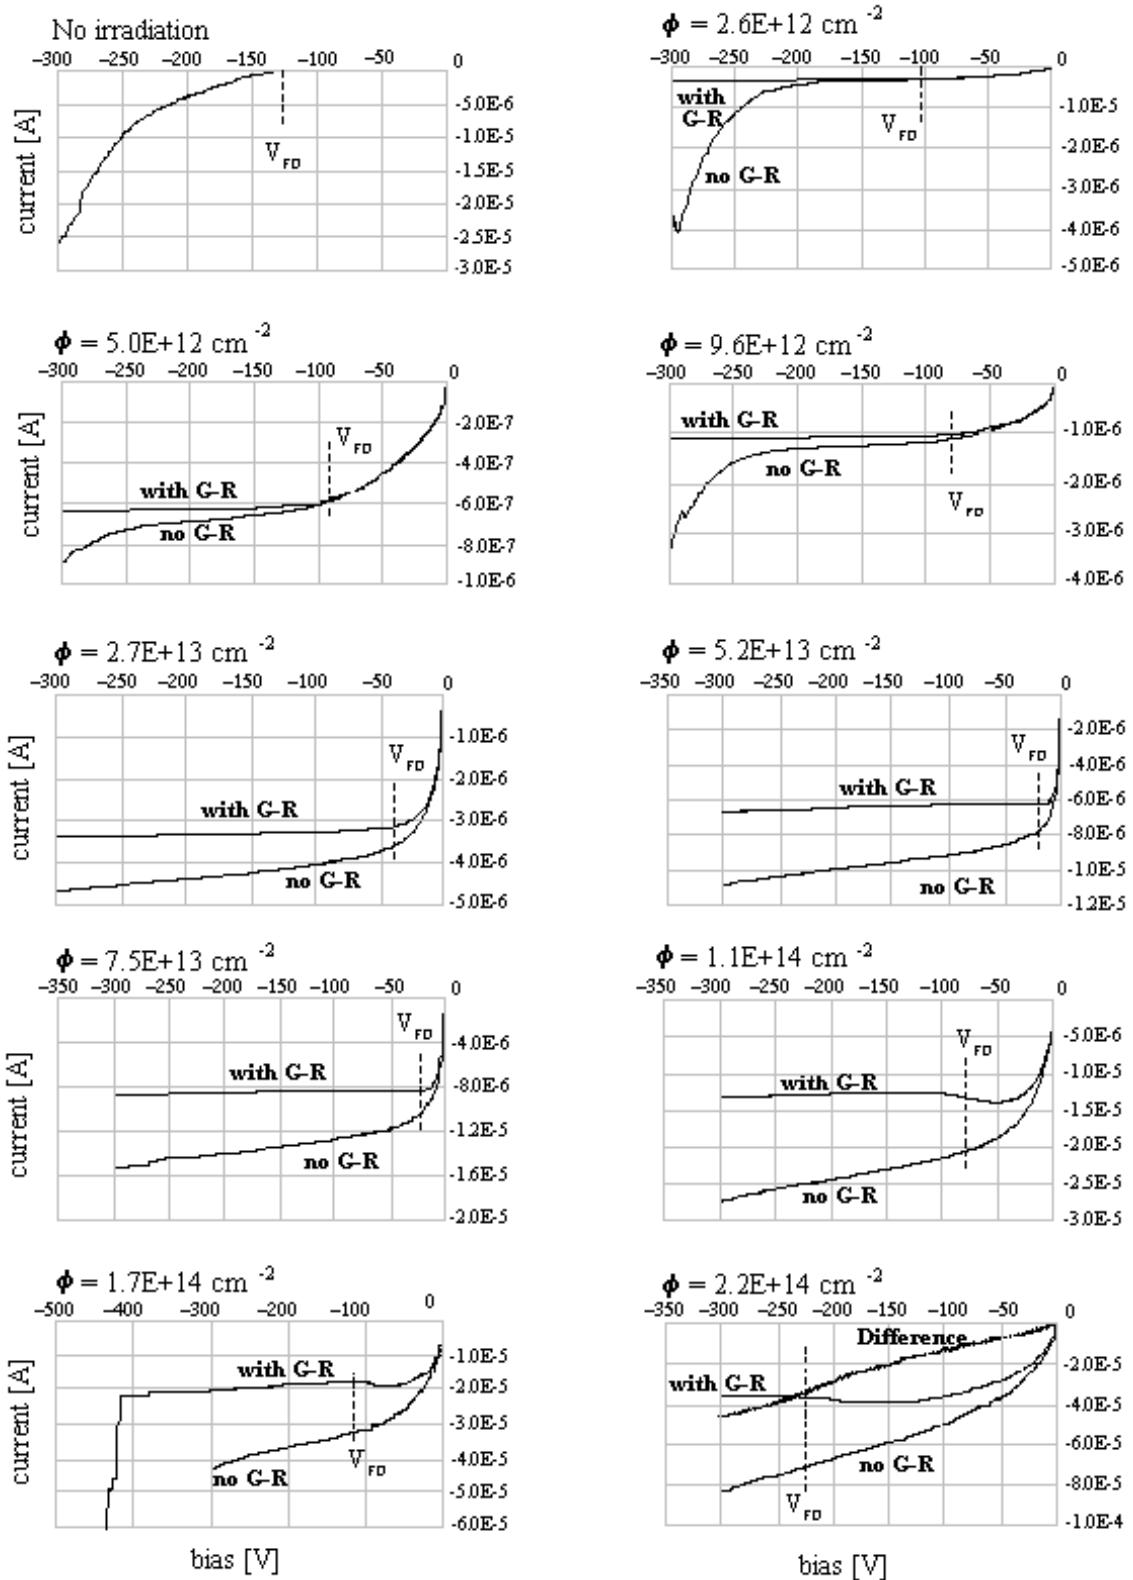 No irradiation
−300 −250 −200 −150 −100 −50 0
-5.0E-6
-1.0E-5
-1.5E-5
-2.0E-5
-2.5E-5
-3.0E-5
V FD
current [A]
ϕ = 2.6E+12 cm -2
−300 −250 −200 −150 −100 −50 0
with
G-R
no G-R
V FD
-1.0E-5
-2.0E-6
-3.0E-6
-4.0E-6
-5.0E-6
ϕ = 5.0E+12 cm -2
−300 −250 −200 −150 −100 −50 0
-2.0E-7
-4.0E-7
-6.0E-7
-8.0E-7
-1.0E-6
V FD
with G-R
no G-R
current [A]
ϕ = 9.6E+12 cm -2
−300 −250 −200 −150 −100 −50 0
with G-R
no G-R
V FD
-1.0E-6
-2.0E-6
-3.0E-6
-4.0E-6
ϕ = 2.7E+13 cm -2
−300 −250 −200 −150 −100 −50 0
-1.0E-6
-2.0E-6
-3.0E-6
-4.0E-6
-5.0E-6
V FD
with G-R
no G-R
current [A]
ϕ = 5.2E+13 cm -2
−350 −300 −250 −200 −150 −100 −50 0
V FD
with G-R
no G-R
-2.0E-6
-4.0E-6
-6.0E-6
-8.0E-6
-1.0E-5
-1.2E-5
ϕ = 7.5E+13 cm -2
−350 −300 −250 −200 −150 −100 −50 0
V FD
with G-R
no G-R
-4.0E-6
-8.0E-6
-1.2E-5
-1.6E-5
-2.0E-5
current [A]
ϕ = 1.1E+14 cm -2
−350 −300 −250 −200 −150 −100 −50 0
V FD
with G-R
no G-R
-5.0E-6
-1.0E-5
-1.5E-5
-2.0E-5
-2.5E-5
-3.0E-5
ϕ = 1.7E+14 cm -2
−500 −400 −300 −200 −100 0
with G-R
no G-R
V FD
-1.0E-5
-2.0E-5
-3.0E-5
-4.0E-5
-5.0E-5
-6.0E-5
current [A]
bias [V]
ϕ = 2.2E+14 cm -2
−350 −300 −250 −200 −150 −100 −50 0
Difference
with G-R
no G-R
V FD
-2.0E-5
-4.0E-5
-6.0E-5
-8.0E-5
-1.0E-4
bias [V]